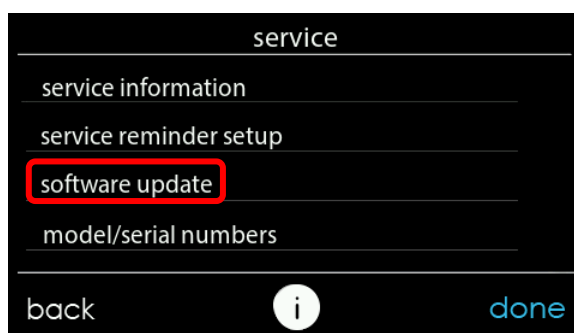 service
service information
service reminder setup
software update
model/serial numbers
back i done